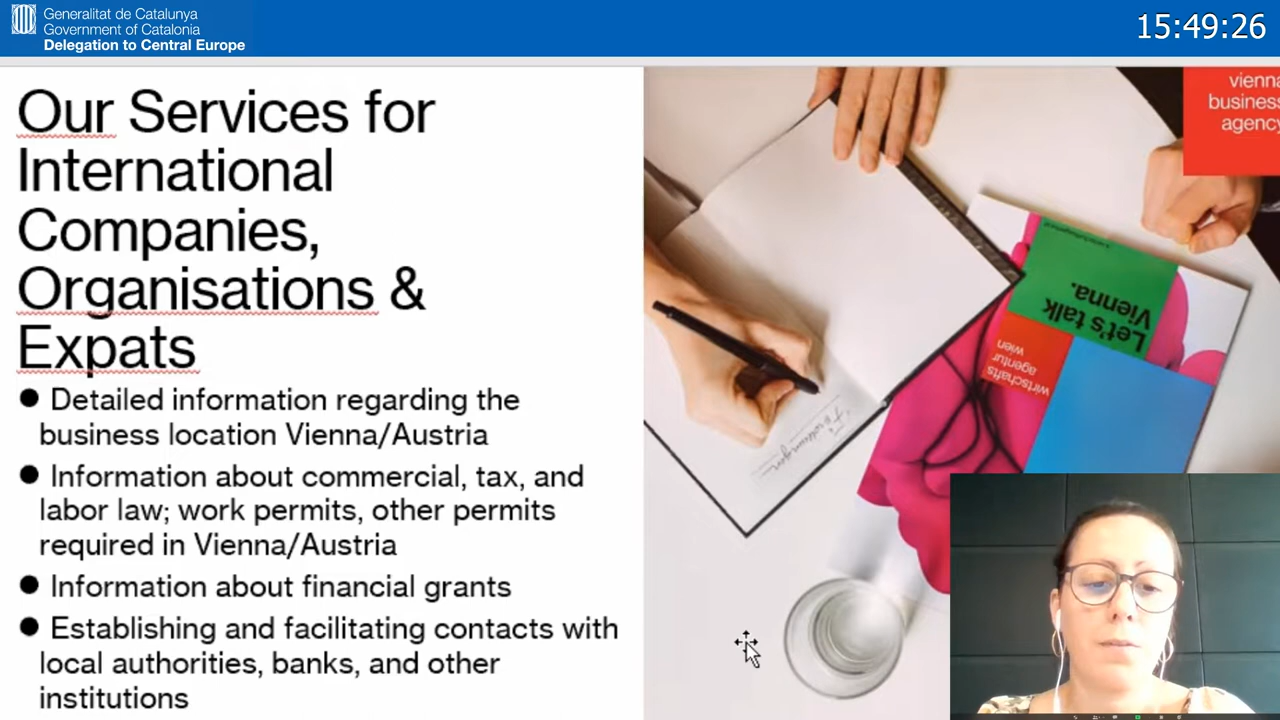 Generalitat de Catalunya
Government of Catalonia
Delegation to Central Europe
15:49:26
Our Services for
International
Companies,
Organisations &
Expats
● Detailed information regarding the
business location Vienna/Austria
● Information about commercial, tax, and
labor law; work permits, other permits
required in Vienna/Austria
● Information about financial grants
● Establishing and facilitating contacts with
local authorities, banks, and other
institutions
vienna
business
agency
Let's talk
Vienna.
wirtschafts
agentur
wien